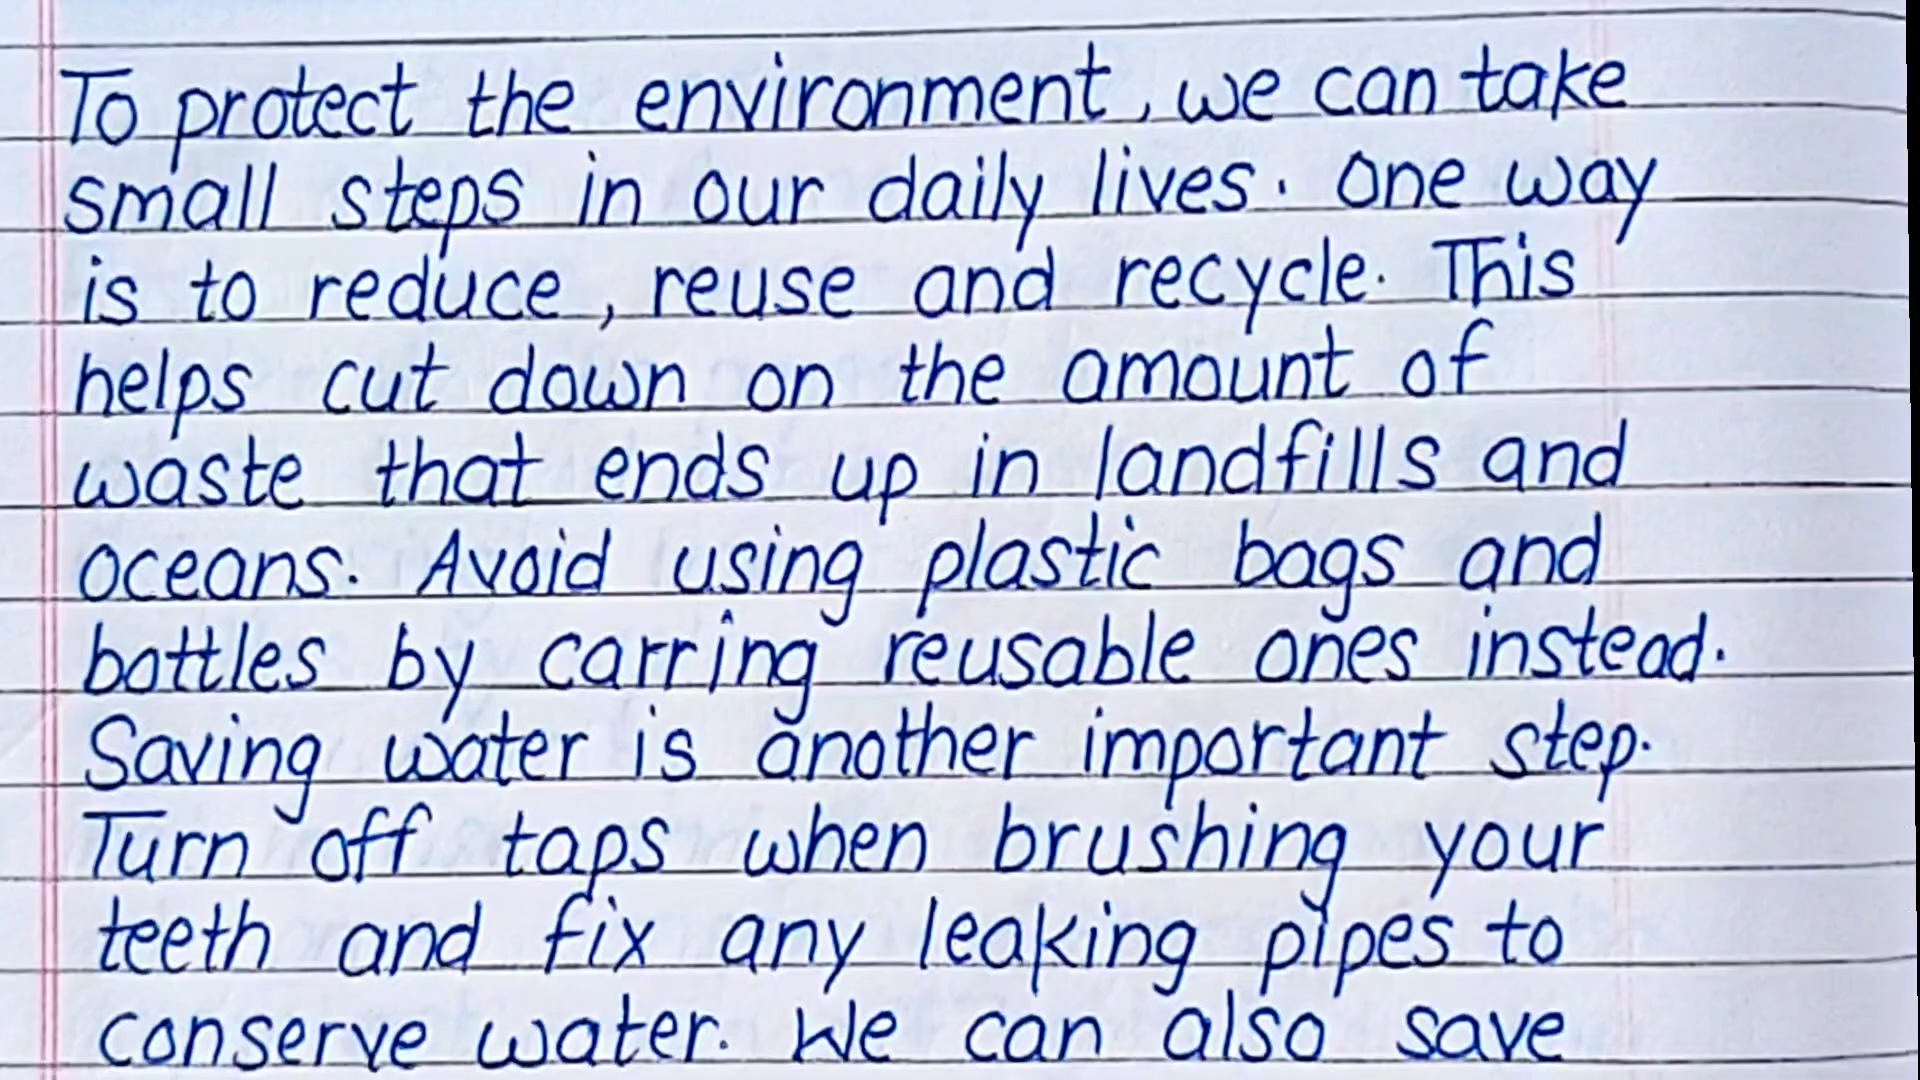 To protect the environment, we can take
small steps in our daily lives. One way
is to reduce, reuse and recycle. This
helps cut down on the amount of
waste that ends up in landfills and
oceans. Avoid using plastic bags and
bottles by carring reusable ones instead.
Saving water is another important step.
Turn off taps when brushing your
teeth and fix any leaking pipes to
conserve water. We can also save